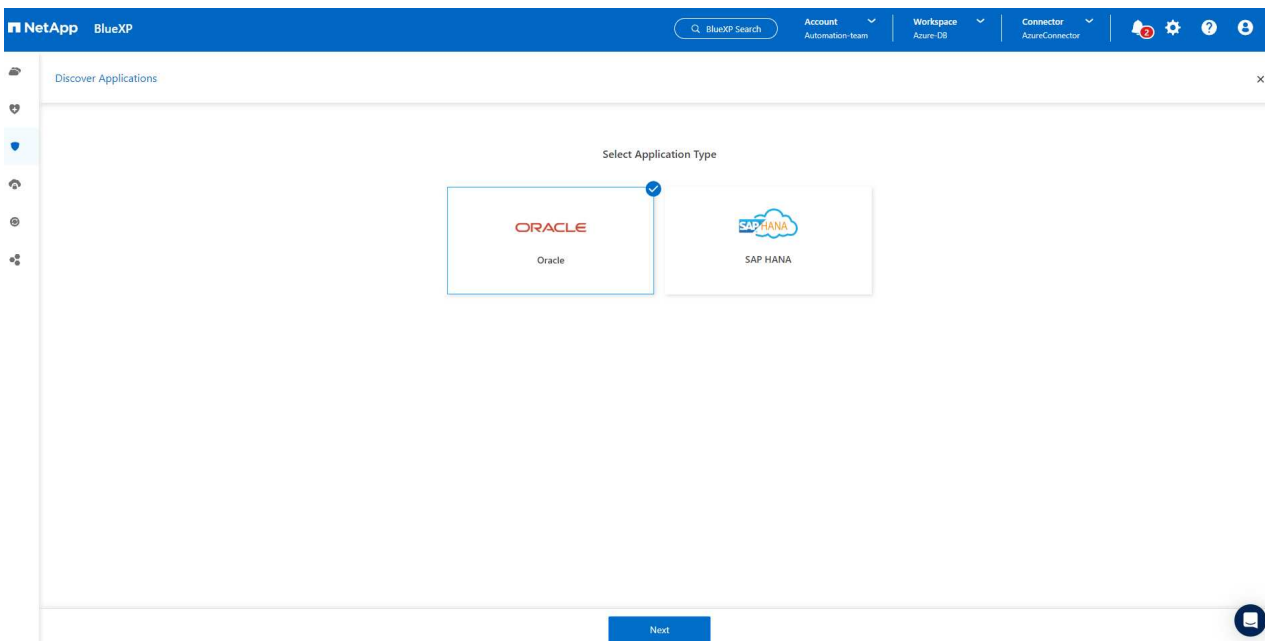 NetApp BlueXP
BlueXP Search
Account
Automation-team
Workspace
Azure-DB
Connector
AzureConnector
2
Discover Applications
Select Application Type
ORACLE
Oracle
SAP HANA
SAP HANA
Next